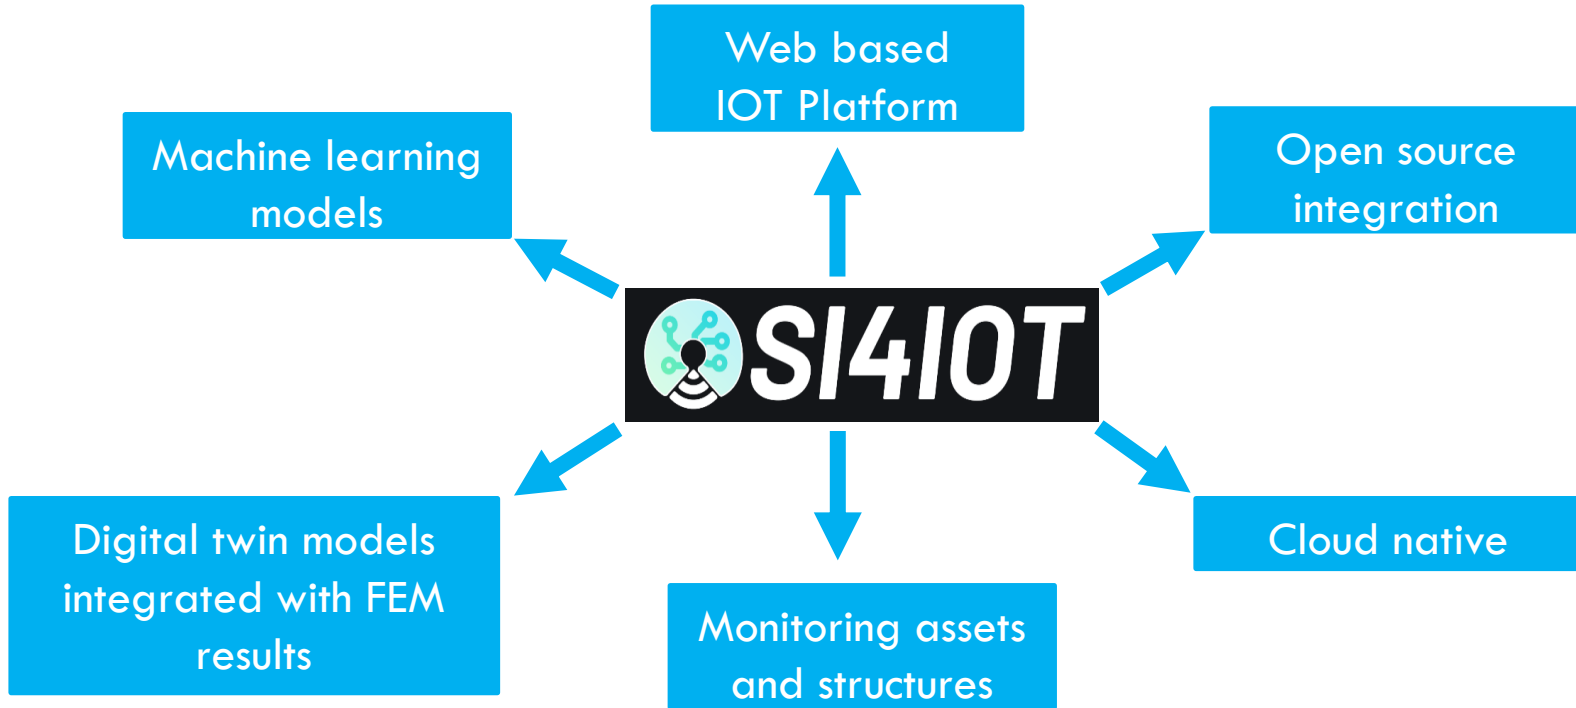 Web based
IOT Platform
Machine learning
models
Open source
integration
OSI4IOT
Digital twin models
integrated with FEM
results
Monitoring assets
and structures
Cloud native